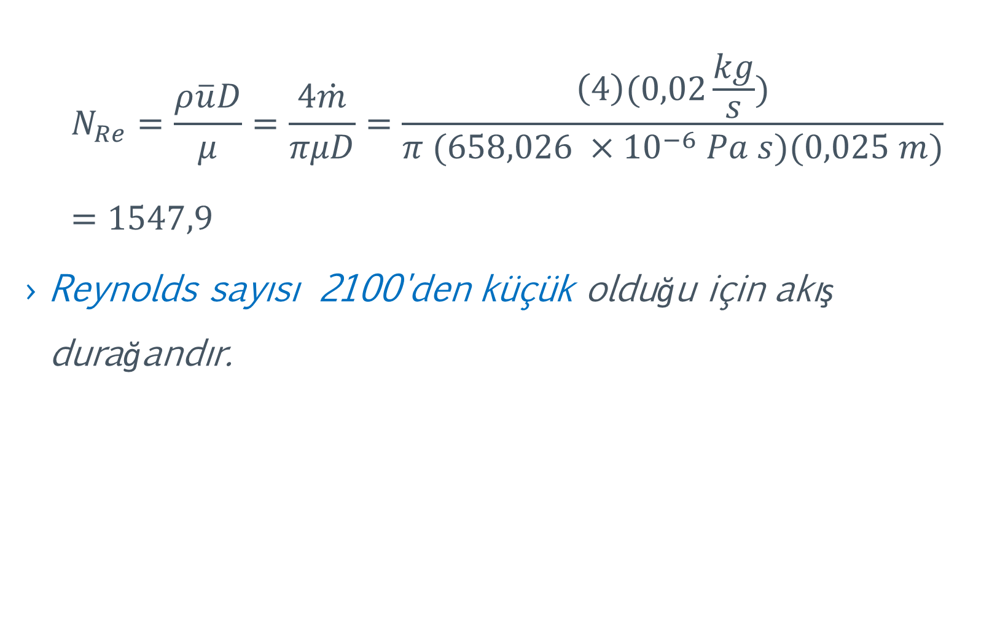 N_Re = ρūD/μ = 4ṁ/πμD = (4)(0,02 kg/s) / π (658,026 × 10⁻⁶ Pa s)(0,025 m)
= 1547,9
› Reynolds sayısı 2100'den küçük olduğu için akış
durağandır.